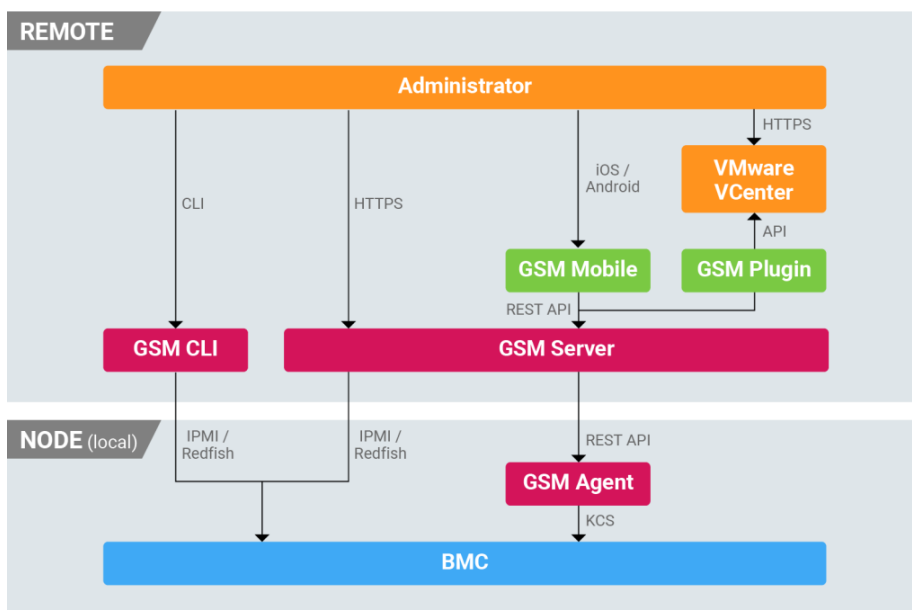 REMOTE
Administrator
HTTPS
VMware
VCenter
iOS /
Android
CLI
HTTPS
API
GSM Mobile
GSM Plugin
REST API
GSM CLI
GSM Server
NODE (local)
IPMI /
Redfish
IPMI /
Redfish
REST API
GSM Agent
KCS
BMC